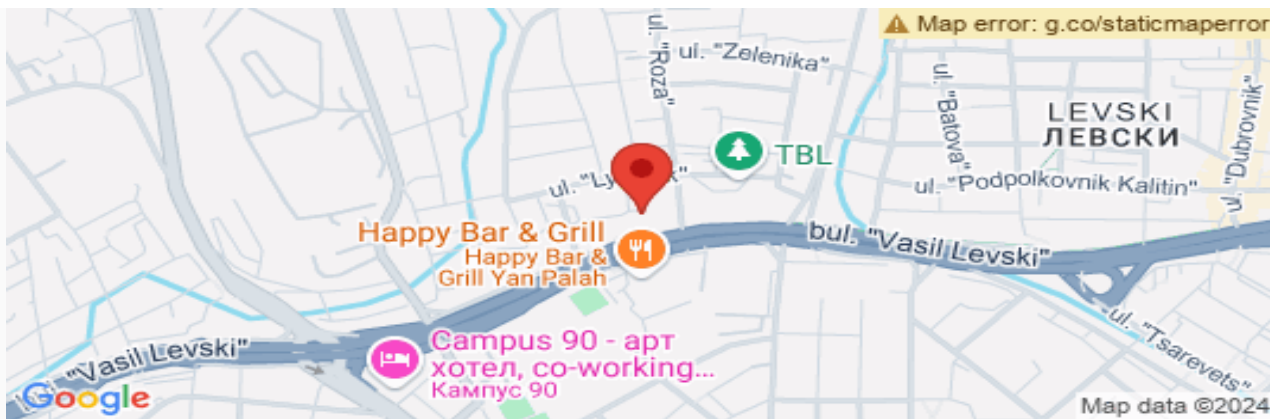 Map error: g.co/staticmaperror
ul. "Zelenika"
ul. "Roza"
ul. "Batova"
LEVSKI
ЛЕВСКИ
ul. "Dubrovnik"
TBL
ul. "Podpolkovnik Kalitin"
Happy Bar & Grill
Happy Bar &
Grill Yan Palah
bul. "Vasil Levski"
ul. "Tsarevets"
"Vasil Levski"
Campus 90 - арт
хотел, co-working...
Кампус 90
Google
Map data ©2024